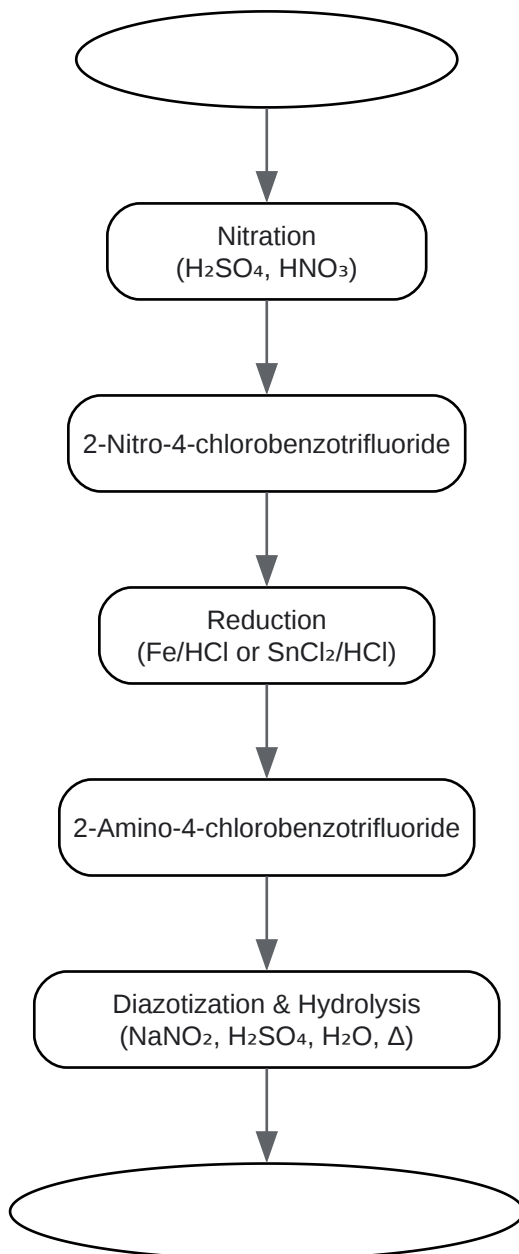 Nitration
(H₂SO₄, HNO₃)
2-Nitro-4-chlorobenzotrifluoride
Reduction
(Fe/HCl or SnCl₂/HCl)
2-Amino-4-chlorobenzotrifluoride
Diazotization & Hydrolysis
(NaNO₂, H₂SO₄, H₂O, Δ)